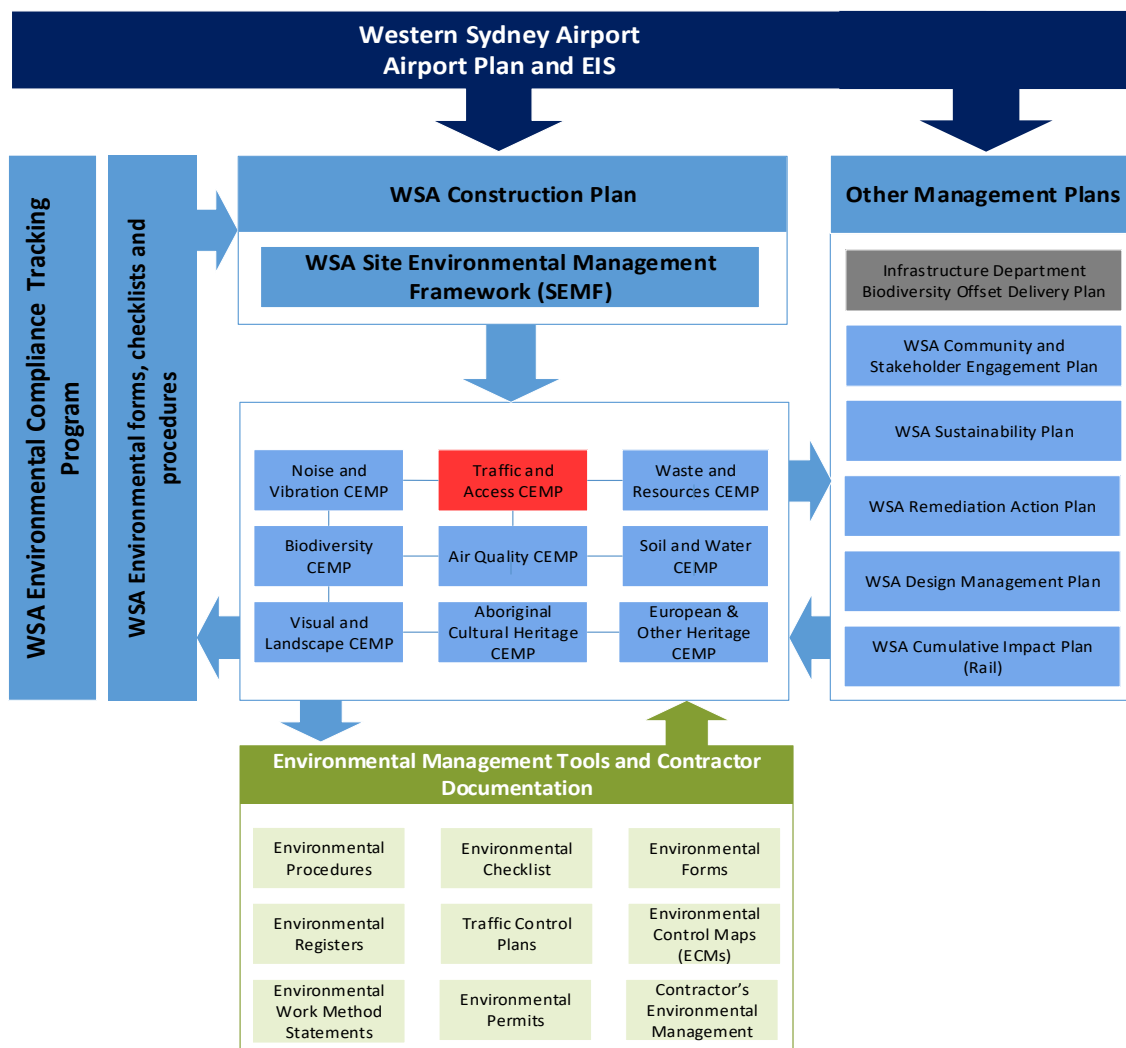 Western Sydney Airport
Airport Plan and EIS
WSA Environmental Compliance Tracking
Program
WSA Environmental forms, checklists and
procedures
WSA Construction Plan
WSA Site Environmental Management
Framework (SEMF)
Noise and
Vibration CEMP
Traffic and
Access CEMP
Waste and
Resources CEMP
Biodiversity
CEMP
Air Quality CEMP
Soil and Water
CEMP
Visual and
Landscape CEMP
Aboriginal
Cultural Heritage
CEMP
European &
Other Heritage
CEMP
Other Management Plans
Infrastructure Department
Biodiversity Offset Delivery Plan
WSA Community and
Stakeholder Engagement Plan
WSA Sustainability Plan
WSA Remediation Action Plan
WSA Design Management Plan
WSA Cumulative Impact Plan
(Rail)
Environmental Management Tools and Contractor
Documentation
Environmental
Procedures
Environmental
Checklist
Environmental
Forms
Environmental
Registers
Traffic Control
Plans
Environmental
Control Maps
(ECMs)
Environmental
Work Method
Statements
Environmental
Permits
Contractor’s
Environmental
Management